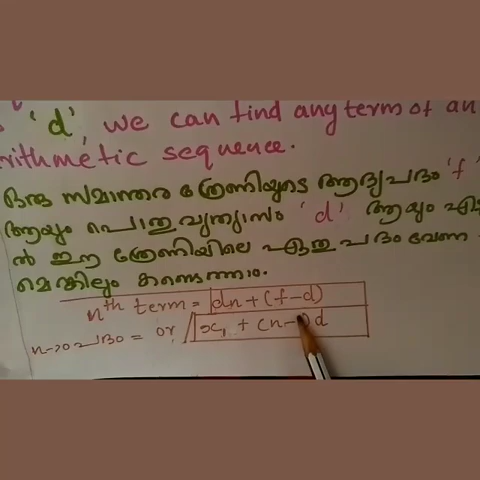 'd', we can find any term of an
rithmetic sequence.
ഒരു സമാന്തര ശ്രേണിയുടെ ആദ്യപദം 'f'
ആയും പൊതുവ്യത്യാസം 'd' ആയും എടു
ൽ ഈ ശ്രേണിയിലെ ഏതു പദം വേണ
മെങ്കിലും കണ്ടെത്താം.
nth term = dn + (f-d)
n-ാം പദം = or x₁ + (n-1)d